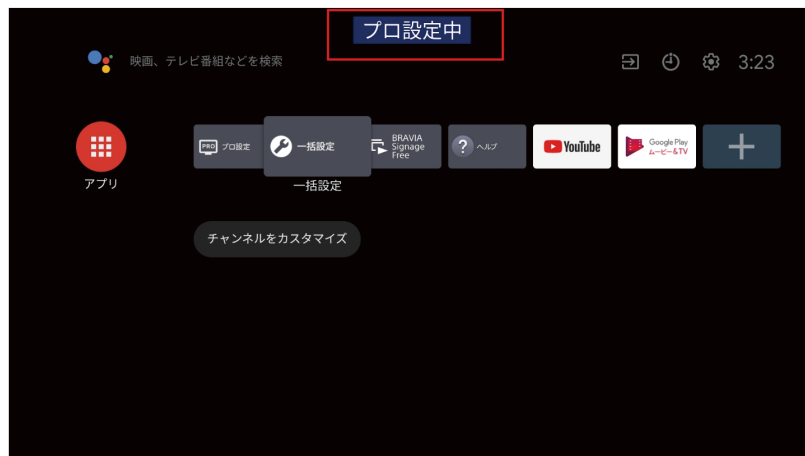 プロ設定中
映画、テレビ番組などを検索
3:23
PRO プロ設定
一括設定
BRAVIA
Signage
Free
ヘルプ
YouTube
Google Play
ムービー&TV
アプリ
一括設定
チャンネルをカスタマイズ